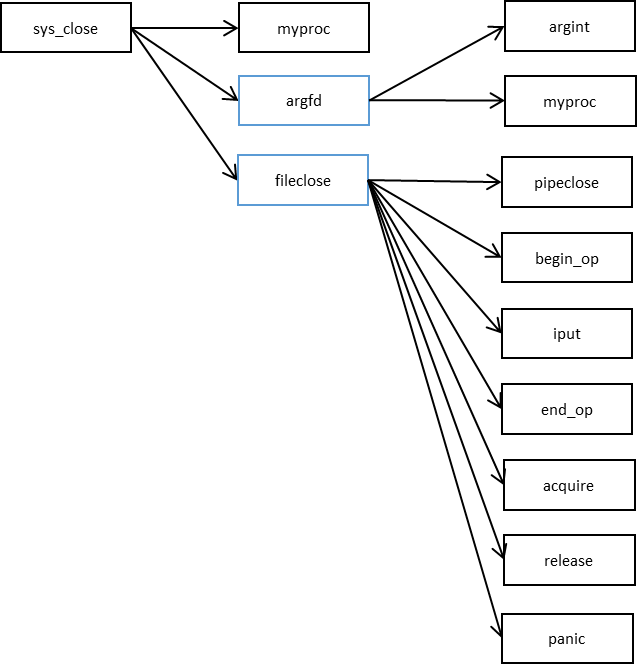 sys_close
myproc
argint
argfd
myproc
fileclose
pipeclose
begin_op
iput
end_op
acquire
release
panic